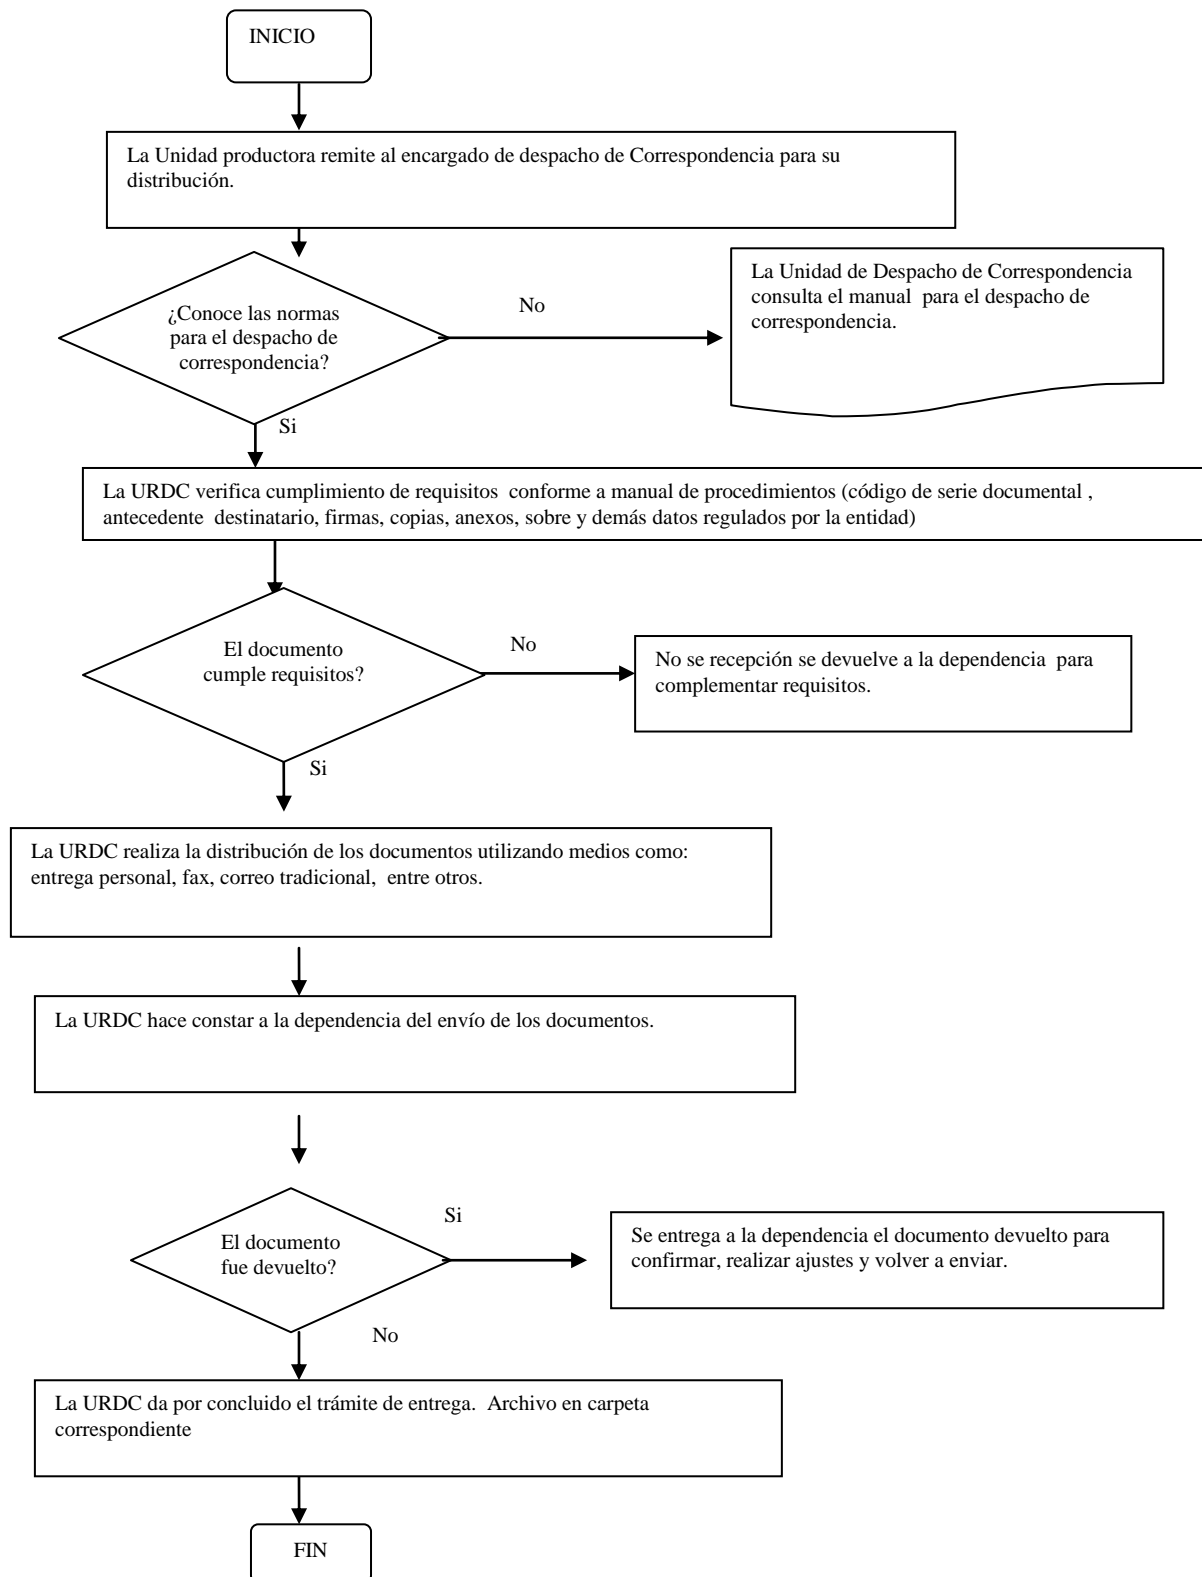 INICIO
La Unidad productora remite al encargado de despacho de Correspondencia para su
distribución.
¿Conoce las normas
para el despacho de
correspondencia?
No
La Unidad de Despacho de Correspondencia
consulta el manual para el despacho de
correspondencia.
Si
La URDC verifica cumplimiento de requisitos conforme a manual de procedimientos (código de serie documental ,
antecedente destinatario, firmas, copias, anexos, sobre y demás datos regulados por la entidad)
El documento
cumple requisitos?
No
No se recepción se devuelve a la dependencia para
complementar requisitos.
Si
La URDC realiza la distribución de los documentos utilizando medios como:
entrega personal, fax, correo tradicional, entre otros.
La URDC hace constar a la dependencia del envío de los documentos.
El documento
fue devuelto?
Si
Se entrega a la dependencia el documento devuelto para
confirmar, realizar ajustes y volver a enviar.
No
La URDC da por concluido el trámite de entrega. Archivo en carpeta
correspondiente
FIN